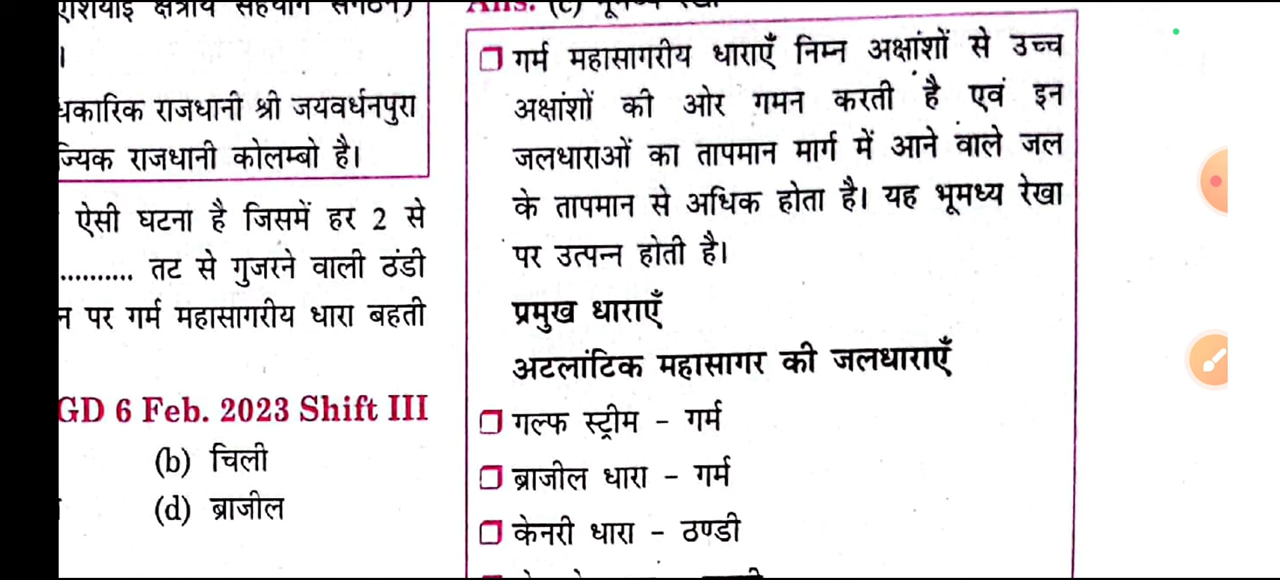 एशियाई क्षेत्रीय सहयोग संगठन)
।
धकारिक राजधानी श्री जयवर्धनपुरा
ज्यिक राजधानी कोलम्बो है।
ऐसी घटना है जिसमें हर 2 से
.......... तट से गुजरने वाली ठंडी
न पर गर्म महासागरीय धारा बहती
GD 6 Feb. 2023 Shift III
(b) चिली
(d) ब्राजील
Ans. (c) भूमध्य रेखा
गर्म महासागरीय धाराएँ निम्न अक्षांशों से उच्च
अक्षांशों की ओर गमन करती है एवं इन
जलधाराओं का तापमान मार्ग में आने वाले जल
के तापमान से अधिक होता है। यह भूमध्य रेखा
पर उत्पन्न होती है।
प्रमुख धाराएँ
अटलांटिक महासागर की जलधाराएँ
गल्फ स्ट्रीम - गर्म
ब्राजील धारा - गर्म
केनरी धारा - ठण्डी